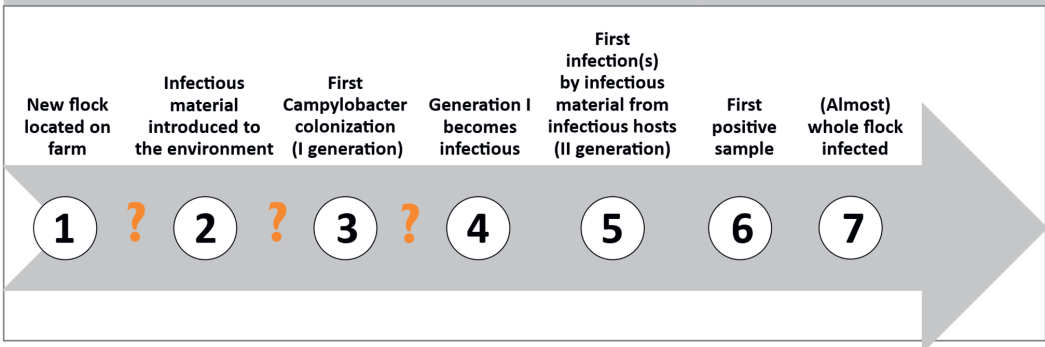 New flock
located on
farm
Infectious
material
introduced to
the environment
First
Campylobacter
colonization
(I generation)
Generation I
becomes
infectious
First
infection(s)
by infectious
material from
infectious hosts
(II generation)
First
positive
sample
(Almost)
whole flock
infected
1 ? 2 ? 3 ? 4 5 6 7